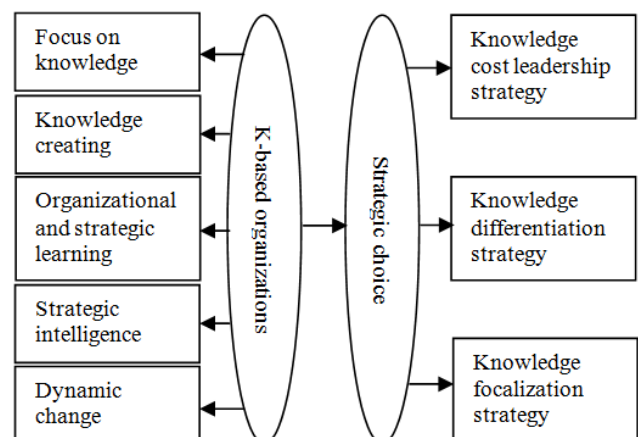 Focus on
knowledge
Knowledge
creating
Organizational
and strategic
learning
Strategic
intelligence
Dynamic
change
K-based organizations
Strategic choice
Knowledge
cost leadership
strategy
Knowledge
differentiation
strategy
Knowledge
focalization
strategy